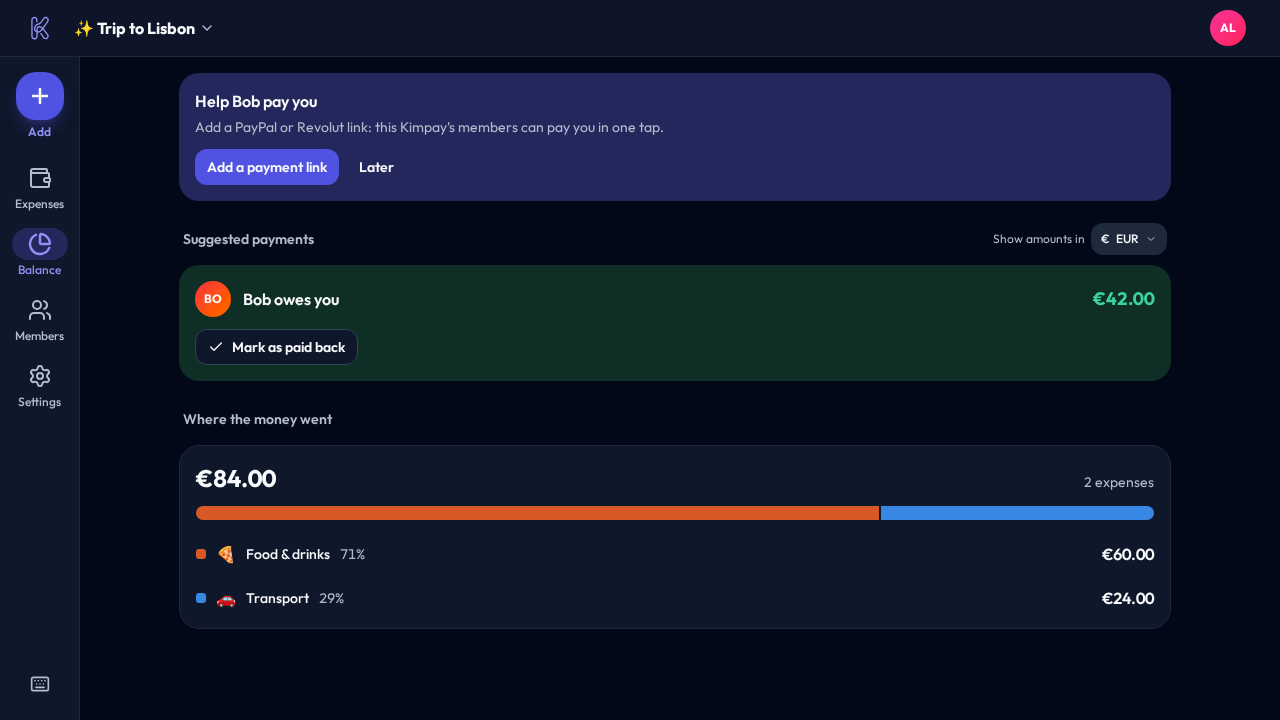 ✨ Trip to Lisbon
AL
Add
Expenses
Balance
Members
Settings
Help Bob pay you
Add a PayPal or Revolut link: this Kimpay's members can pay you in one tap.
Add a payment link
Later
Suggested payments
Show amounts in
€ EUR
BO
Bob owes you
€42.00
Mark as paid back
Where the money went
€84.00
2 expenses
Food & drinks 71%
€60.00
Transport 29%
€24.00